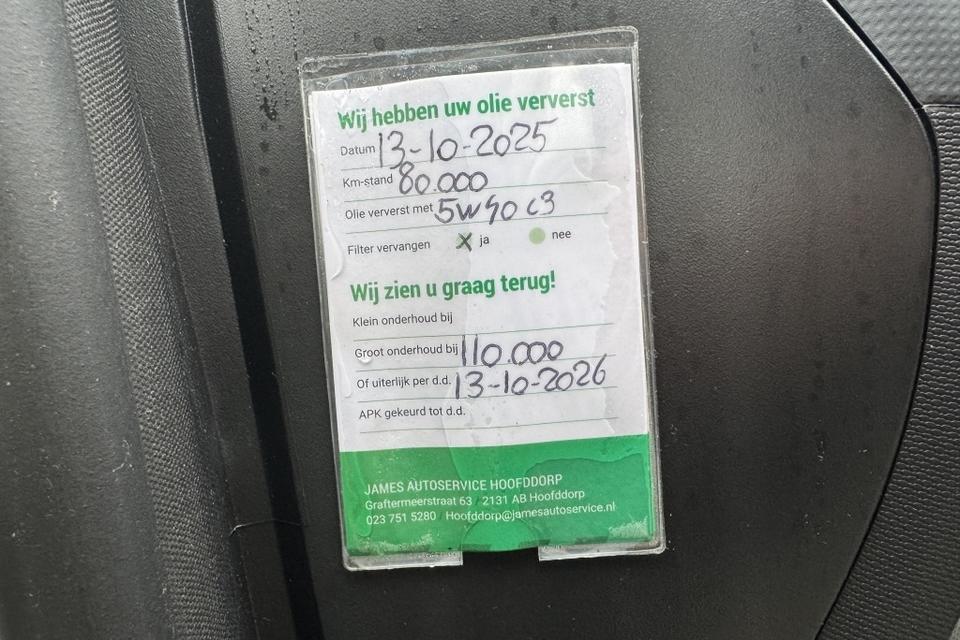 Wij hebben uw olie ververst
Datum 13-10-2025
Km-stand 80.000
Olie ververst met 5W40 C3
Filter vervangen X ja nee
Wij zien u graag terug!
Klein onderhoud bij
Groot onderhoud bij 110.000
Of uiterlijk per d.d. 13-10-2026
APK gekeurd tot d.d.
JAMES AUTOSERVICE HOOFDDORP
Graftermeerstraat 63 / 2131 AB Hoofddorp
023 751 5280 / Hoofddorp@jamesautoservice.nl